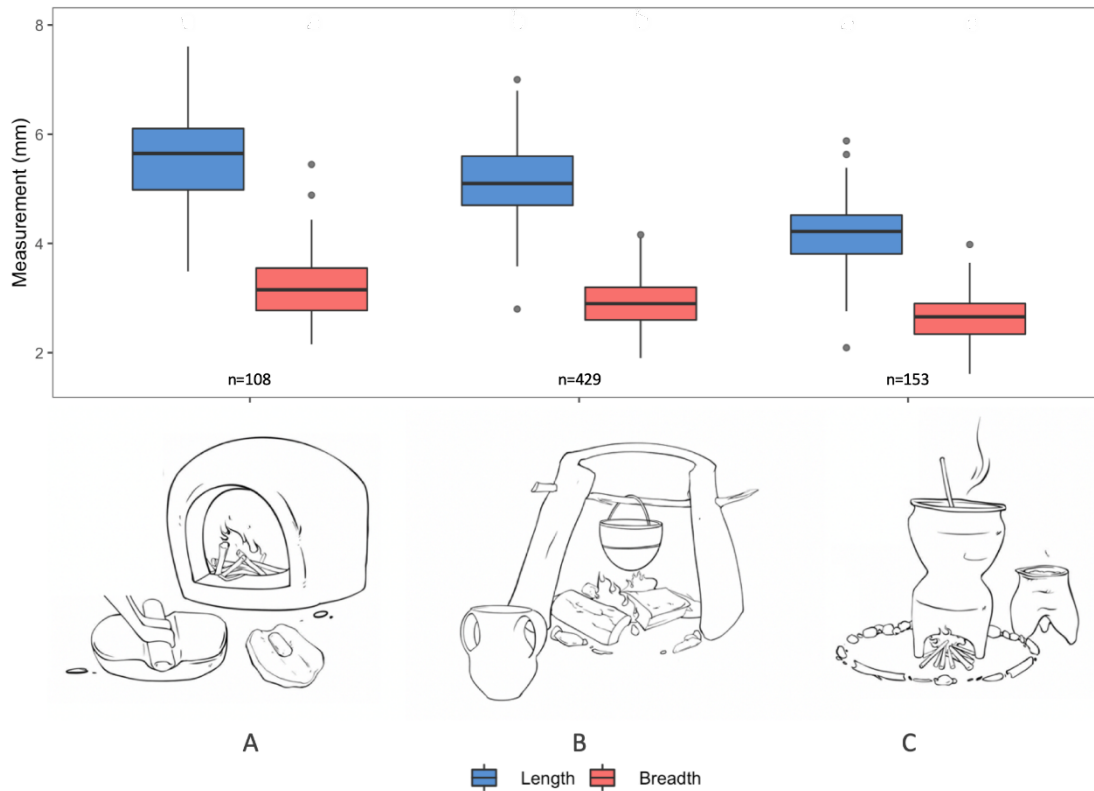 Measurement (mm)
8
6
4
2
n=108
n=429
n=153
A
B
C
Length
Breadth